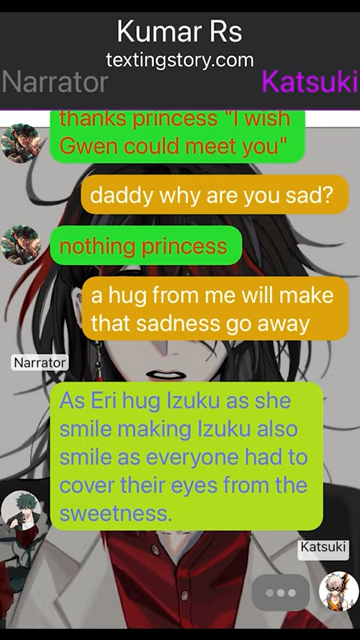 Kumar Rs
textingstory.com
Narrator
Katsuki
thanks princess "I wish
Gwen could meet you"
daddy why are you sad?
nothing princess
a hug from me will make
that sadness go away
Narrator
As Eri hug Izuku as she
smile making Izuku also
smile as everyone had to
cover their eyes from the
sweetness.
Katsuki